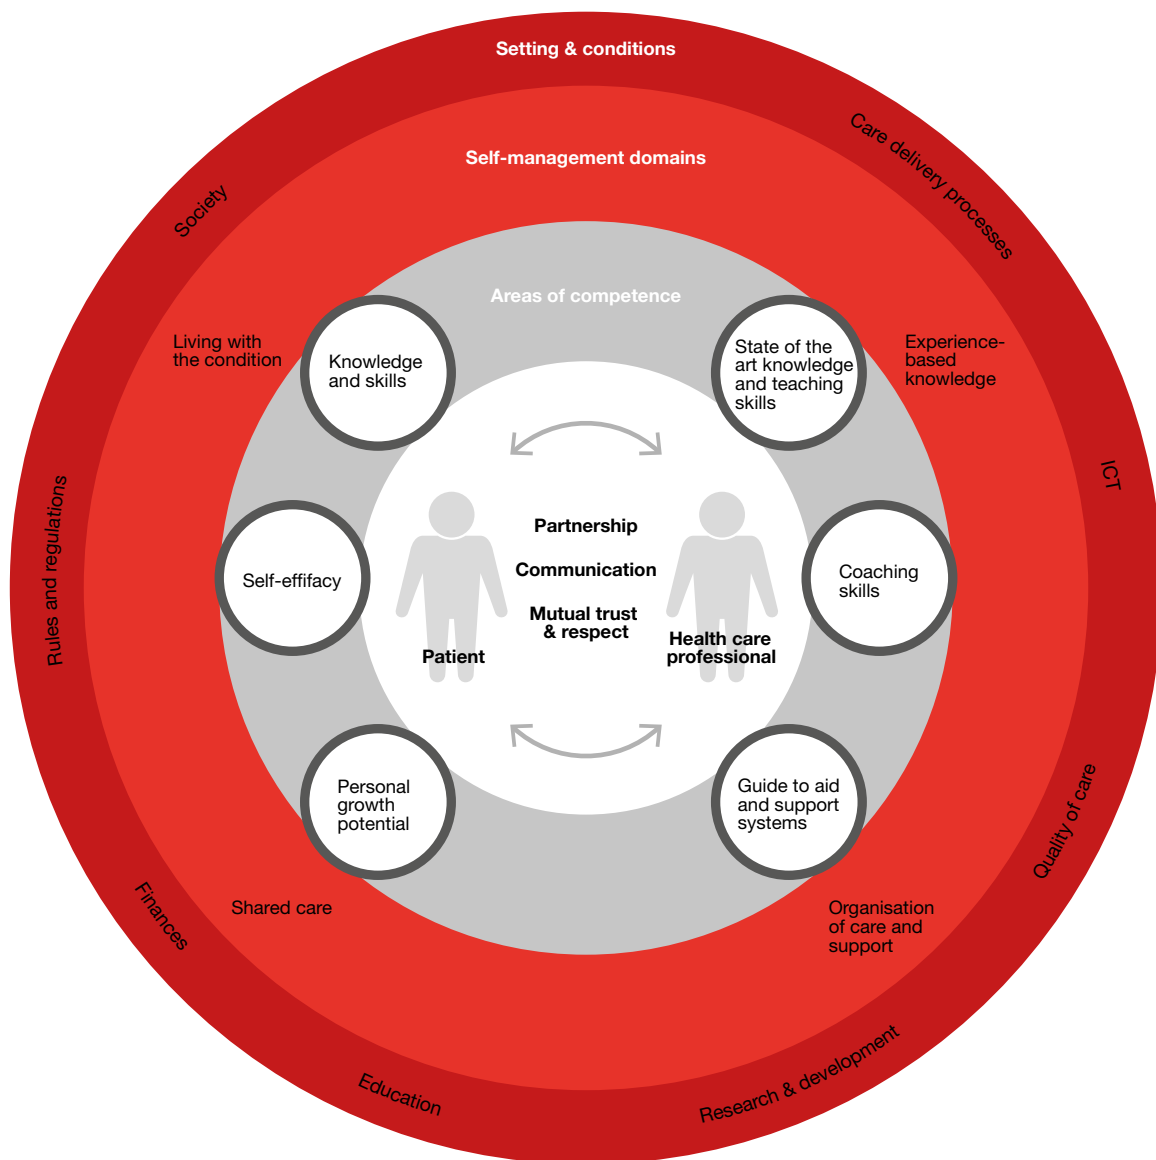 Setting & conditions
Care delivery processes
Self-management domains
Society
Areas of competence
Living with
the condition
Knowledge
and skills
State of the
art knowledge
and teaching
skills
Experience-
based
knowledge
ICT
Rules and regulations
Partnership
Communication
Mutual trust
& respect
Self-effifacy
Coaching
skills
Patient
Health care
professional
Personal
growth
potential
Guide to aid
and support
systems
Quality of care
Finances
Shared care
Organisation
of care and
support
Education
Research & development